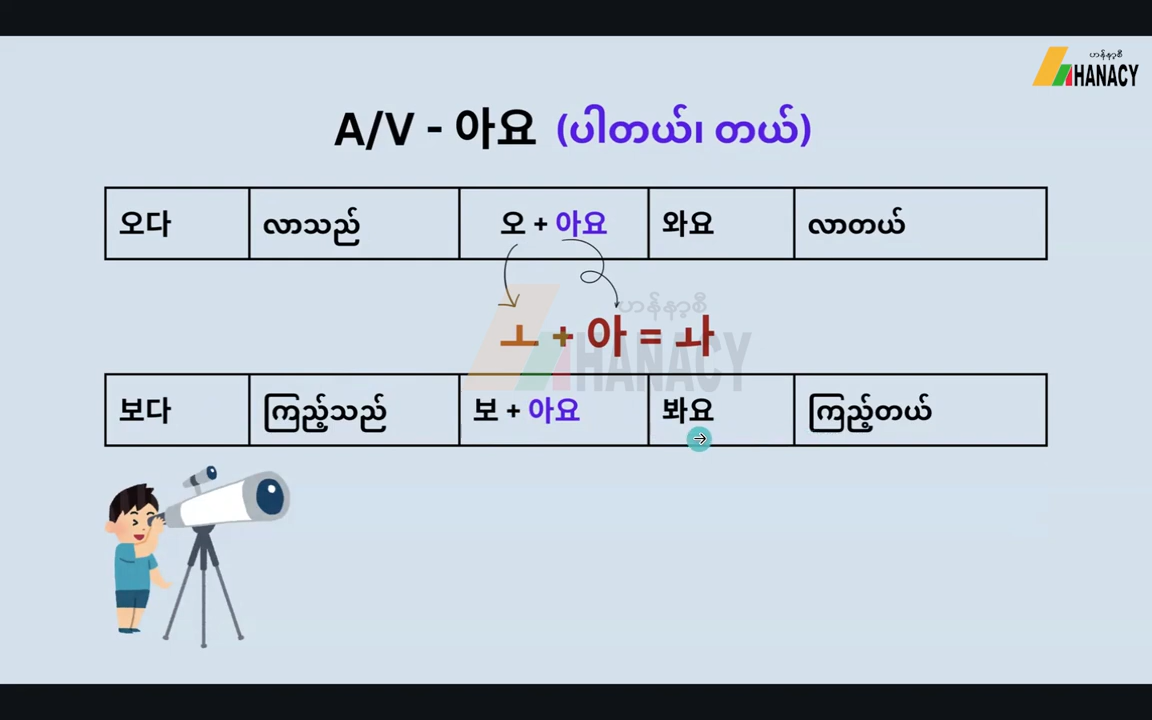 ဟန်နာ့စီ
HANACY
A/V - 아요 (ပါတယ်၊ တယ်)
오다 လာသည် 오 + 아요 와요 လာတယ်
ဟန်နာ့စီ
HANACY
ㅗ + 아 = ㅘ
보다 ကြည့်သည် 보 + 아요 봐요 ကြည့်တယ်